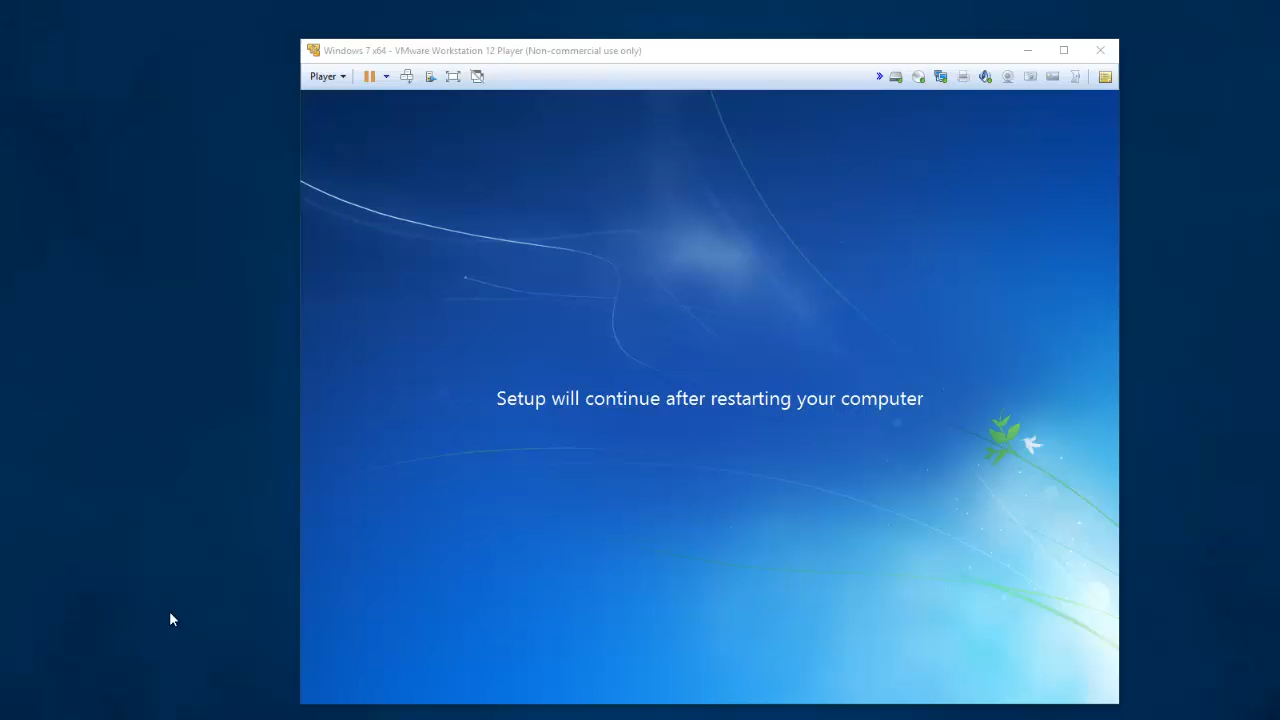 Windows 7 x64 - VMware Workstation 12 Player (Non-commercial use only)
Player
Setup will continue after restarting your computer